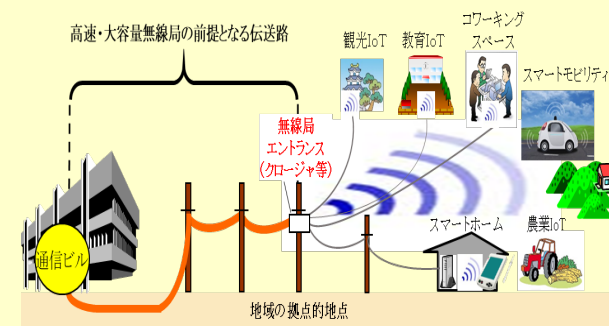 高速・大容量無線局の前提となる伝送路
観光IoT
教育IoT
コワーキング
スペース
スマートモビリティ
無線局
エントランス
(クロージャ等)
通信ビル
スマートホーム
農業IoT
地域の拠点的地点